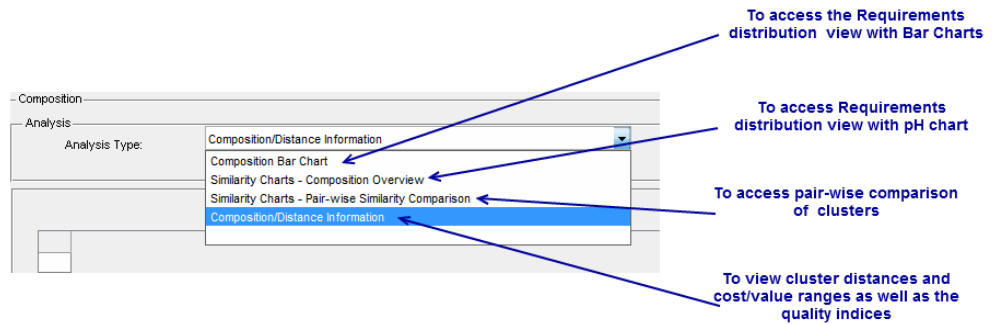 To access the Requirements
distribution view with Bar Charts
Composition
Analysis
Analysis Type:
Composition/Distance Information
To access Requirements
distribution view with pH chart
Composition Bar Chart
Similarity Charts - Composition Overview
Similarity Charts - Pair-wise Similarity Comparison
Composition/Distance Information
To access pair-wise comparison
of clusters
To view cluster distances and
cost/value ranges as well as the
quality indices